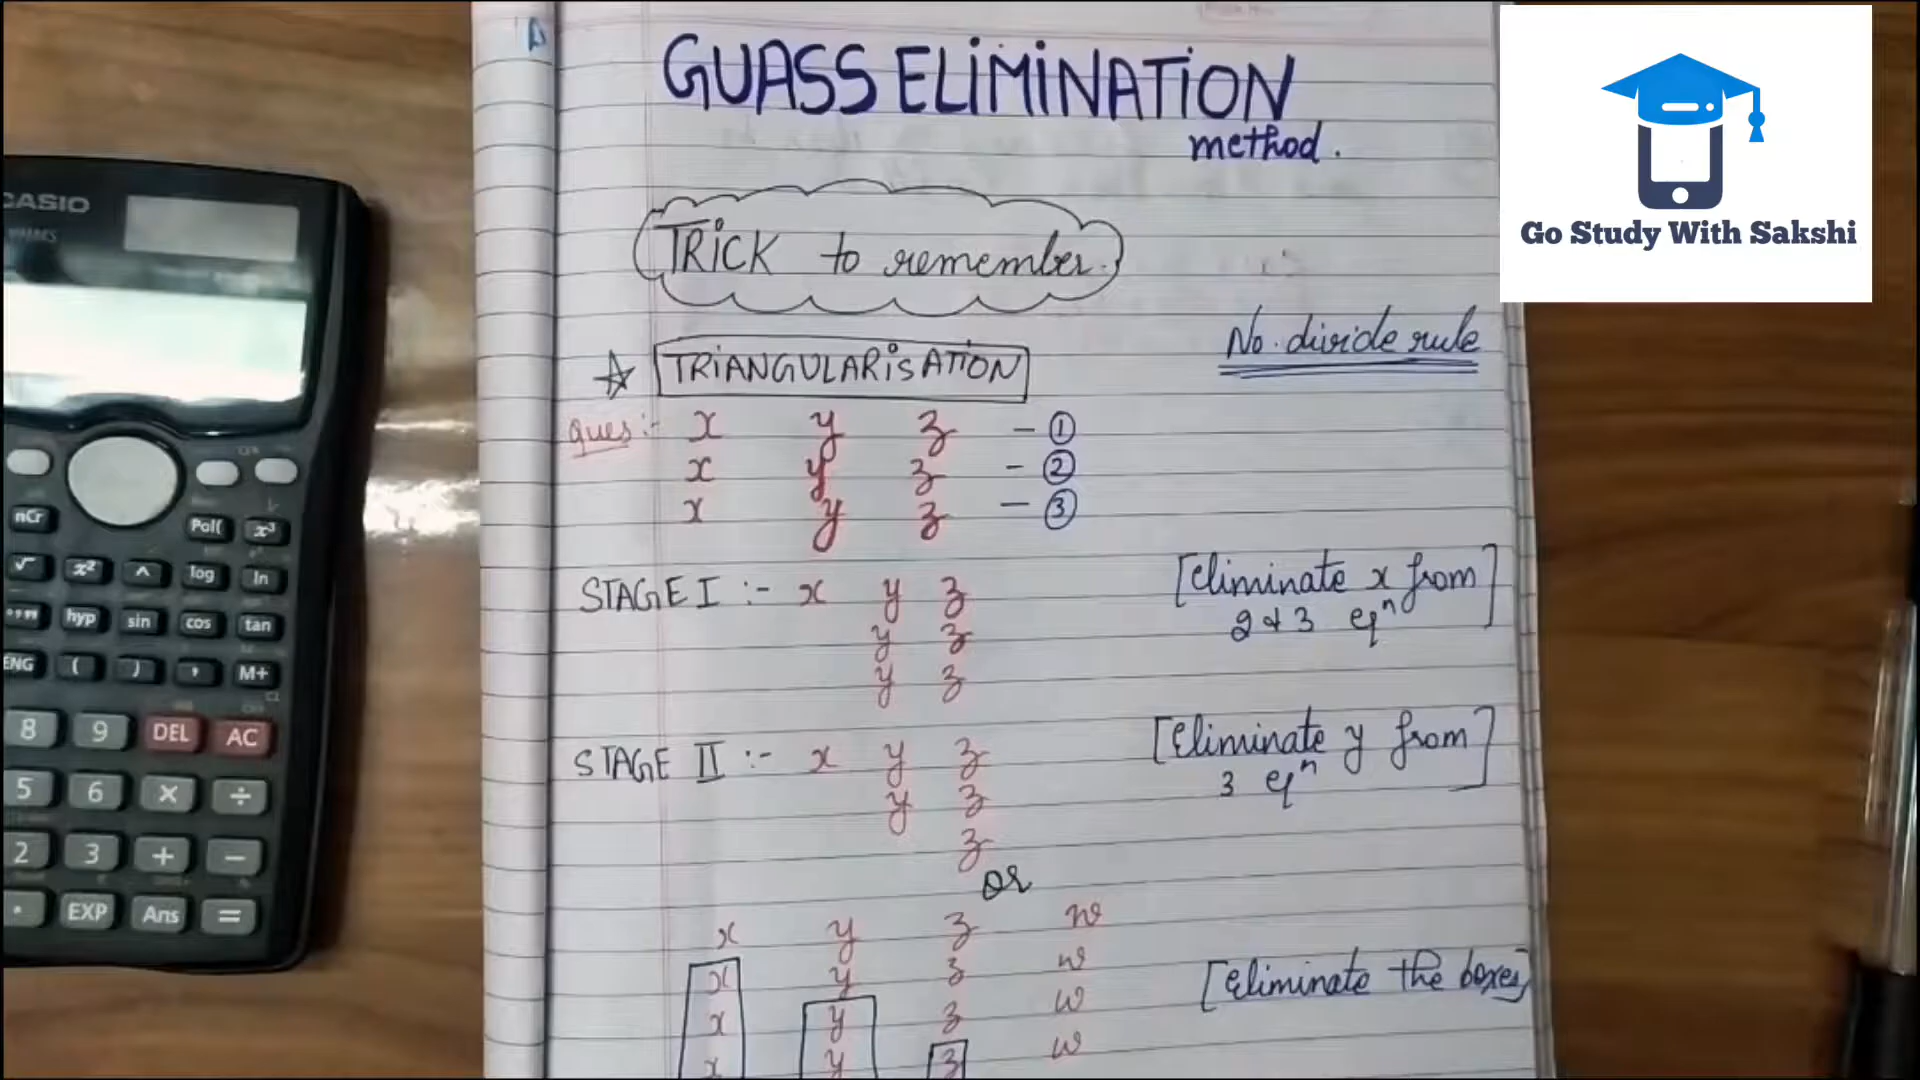 GUASS ELIMINATION
method.
TRICK to remember.
No. divide rule
☆ TRIANGULARISATION
Ques :- x y z - ①
x y z - ②
x y z - ③
STAGE I :- x y z
y z
y z
[Eliminate x from
2 & 3 eqⁿ]
STAGE II :- x y z
y z
z
[Eliminate y from
3 eqⁿ]
or
x y z w
x y z w
x y z w
x y z w
[Eliminate the boxes]
Go Study With Sakshi
CASIO
nCr Pol( x³
√ x² ^ log ln
hyp sin cos tan
ENG ( ) , M+
8 9 DEL AC
5 6 × ÷
2 3 + −
· EXP Ans =